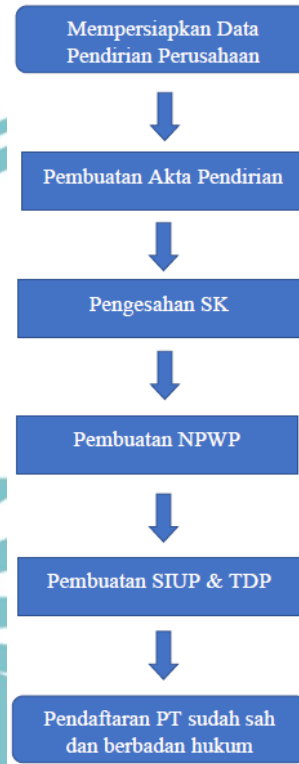 Mempersiapkan Data
Pendirian Perusahaan
Pembuatan Akta Pendirian
Pengesahan SK
Pembuatan NPWP
Pembuatan SIUP & TDP
Pendaftaran PT sudah sah
dan berbadan hukum